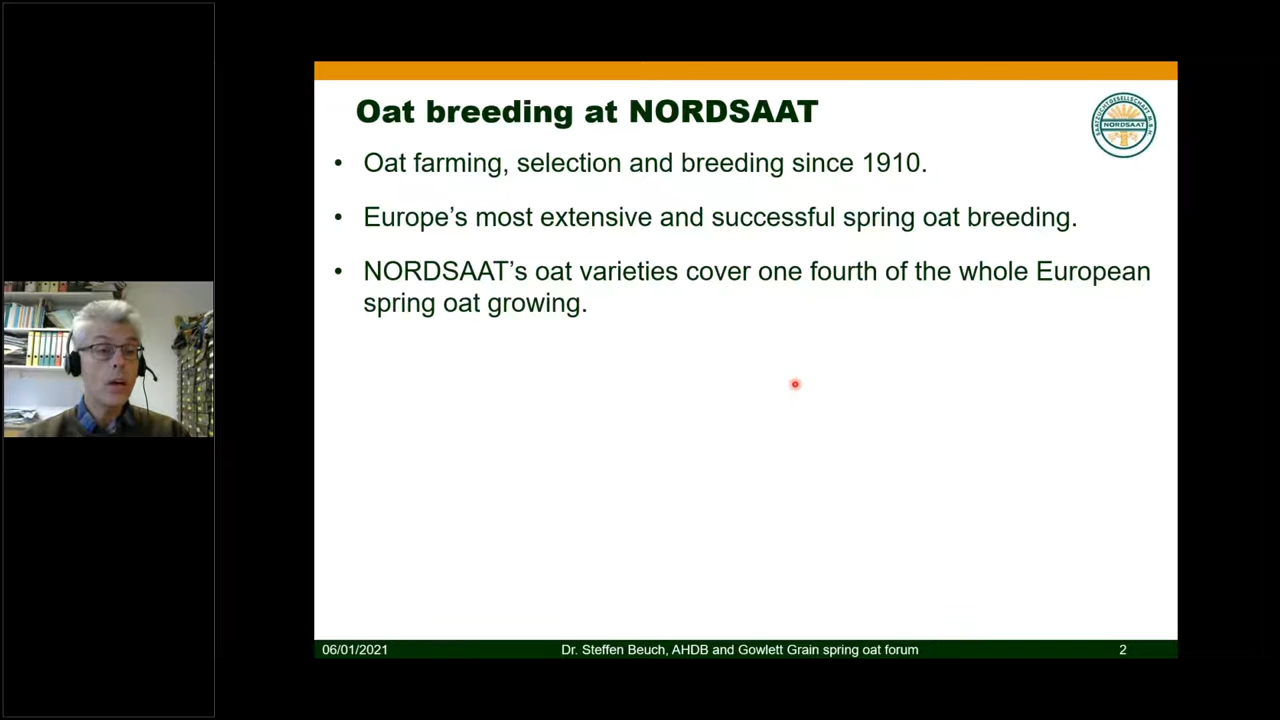 Oat breeding at NORDSAAT
SAATZUCHTGESELLSCHAFT M.B.H.
NORDSAAT
• Oat farming, selection and breeding since 1910.
• Europe’s most extensive and successful spring oat breeding.
• NORDSAAT’s oat varieties cover one fourth of the whole European
spring oat growing.
06/01/2021
Dr. Steffen Beuch, AHDB and Gowlett Grain spring oat forum
2